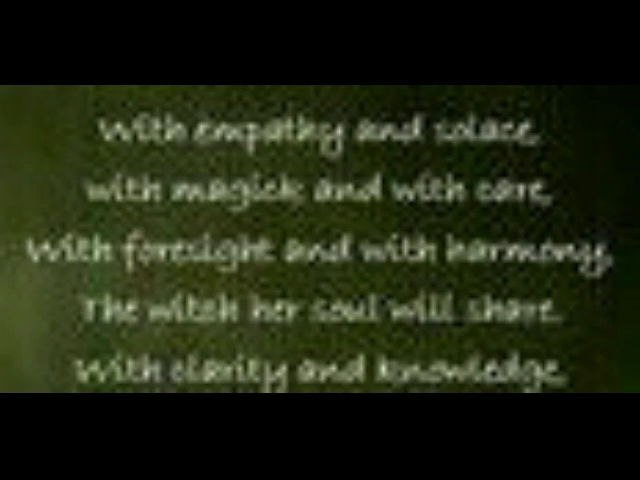 With empathy and solace,
with magick and with care,
With foresight and with harmony,
The witch her soul will share.
With clarity and knowledge,